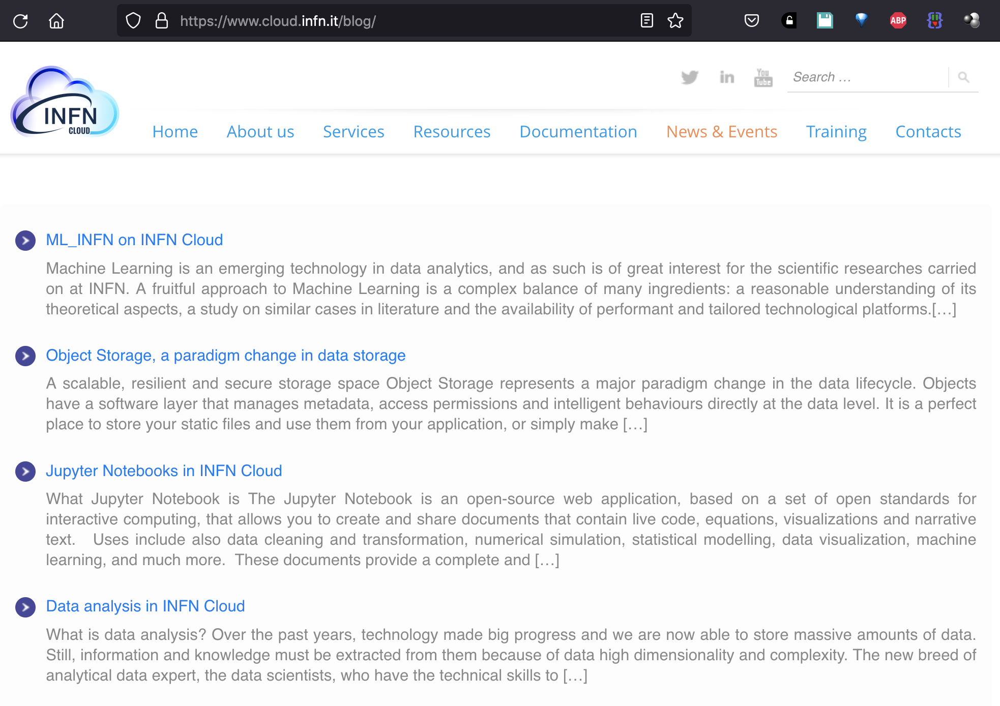 https://www.cloud.infn.it/blog/
ABP
INFN
CLOUD
in
You
Tube
Search …
Home About us Services Resources Documentation News & Events Training Contacts
ML_INFN on INFN Cloud
Machine Learning is an emerging technology in data analytics, and as such is of great interest for the scientific researches carried
on at INFN. A fruitful approach to Machine Learning is a complex balance of many ingredients: a reasonable understanding of its
theoretical aspects, a study on similar cases in literature and the availability of performant and tailored technological platforms.[…]
Object Storage, a paradigm change in data storage
A scalable, resilient and secure storage space Object Storage represents a major paradigm change in the data lifecycle. Objects
have a software layer that manages metadata, access permissions and intelligent behaviours directly at the data level. It is a perfect
place to store your static files and use them from your application, or simply make […]
Jupyter Notebooks in INFN Cloud
What Jupyter Notebook is The Jupyter Notebook is an open-source web application, based on a set of open standards for
interactive computing, that allows you to create and share documents that contain live code, equations, visualizations and narrative
text. Uses include also data cleaning and transformation, numerical simulation, statistical modelling, data visualization, machine
learning, and much more. These documents provide a complete and […]
Data analysis in INFN Cloud
What is data analysis? Over the past years, technology made big progress and we are now able to store massive amounts of data.
Still, information and knowledge must be extracted from them because of data high dimensionality and complexity. The new breed of
analytical data expert, the data scientists, who have the technical skills to […]